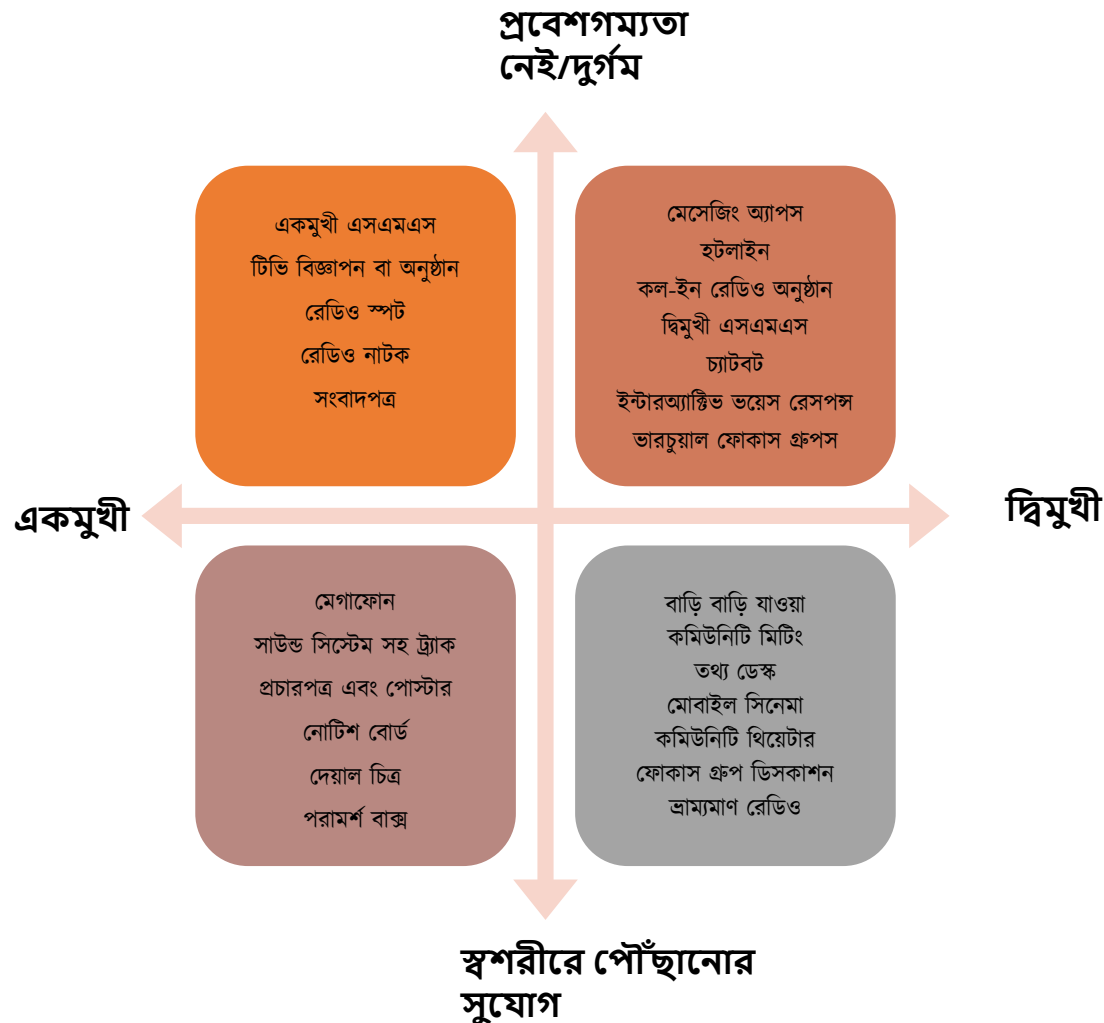 প্রবেশগম্যতা
নেই/দুর্গম
একমুখী এসএমএস
টিভি বিজ্ঞাপন বা অনুষ্ঠান
রেডিও স্পট
রেডিও নাটক
সংবাদপত্র
মেসেজিং অ্যাপস
হটলাইন
কল-ইন রেডিও অনুষ্ঠান
দ্বিমুখী এসএমএস
চ্যাটবট
ইন্টারঅ্যাক্টিভ ভয়েস রেসপন্স
ভারচুয়াল ফোকাস গ্রুপস
একমুখী
দ্বিমুখী
মেগাফোন
সাউন্ড সিস্টেম সহ ট্র্যাক
প্রচারপত্র এবং পোস্টার
নোটিশ বোর্ড
দেয়াল চিত্র
পরামর্শ বাক্স
বাড়ি বাড়ি যাওয়া
কমিউনিটি মিটিং
তথ্য ডেস্ক
মোবাইল সিনেমা
কমিউনিটি থিয়েটার
ফোকাস গ্রুপ ডিসকাশন
ভ্রাম্যমাণ রেডিও
স্বশরীরে পৌঁছানোর
সুযোগ